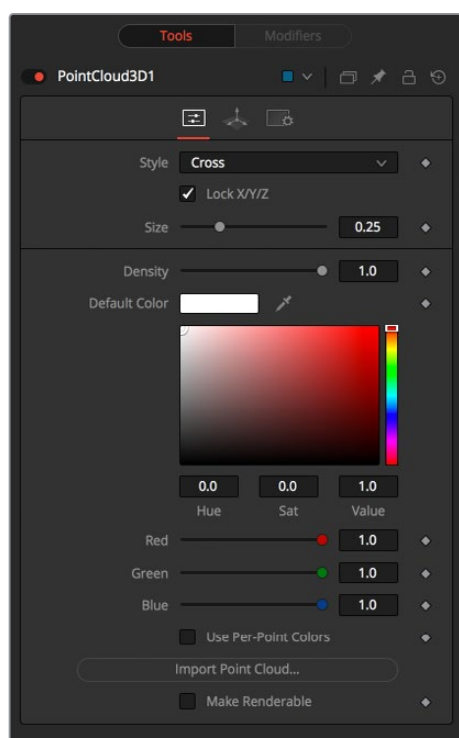 Tools Modifiers
PointCloud3D1
Style Cross
Lock X/Y/Z
Size 0.25
Density 1.0
Default Color
0.0 0.0 1.0
Hue Sat Value
Red 1.0
Green 1.0
Blue 1.0
Use Per-Point Colors
Import Point Cloud...
Make Renderable